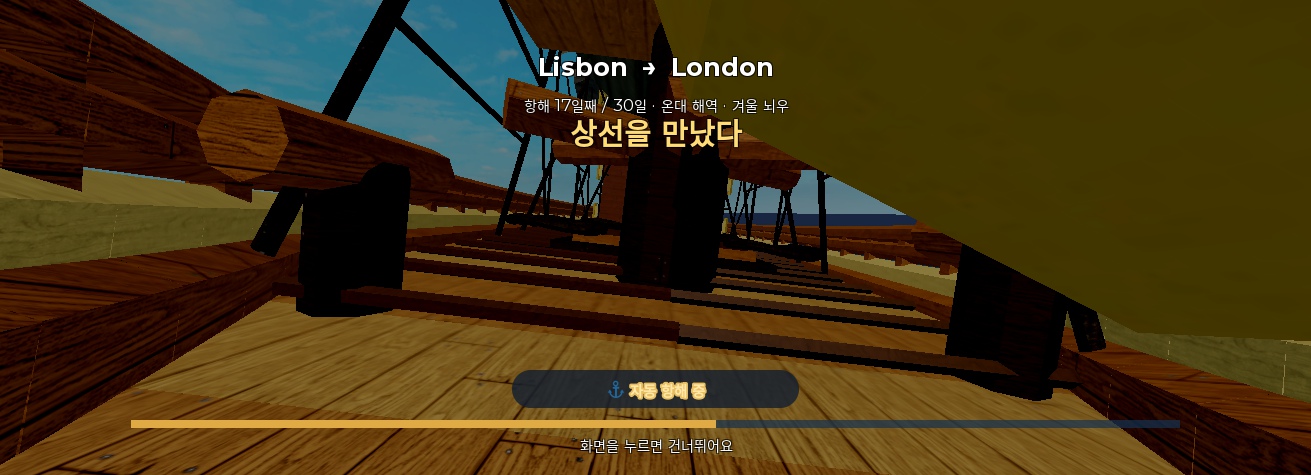 Lisbon → London
항해 17일째 / 30일 · 온대 해역 · 겨울 뇌우
상선을 만났다
⚓ 자동 항해 중
화면을 누르면 건너뛰어요